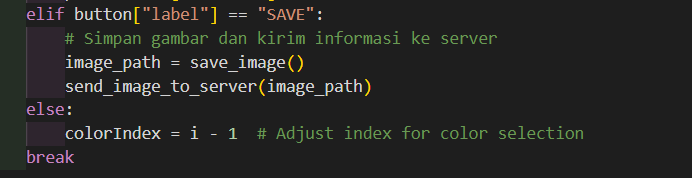 elif button["label"] == "SAVE":
# Simpan gambar dan kirim informasi ke server
image_path = save_image()
send_image_to_server(image_path)
else:
colorIndex = i - 1  # Adjust index for color selection
break